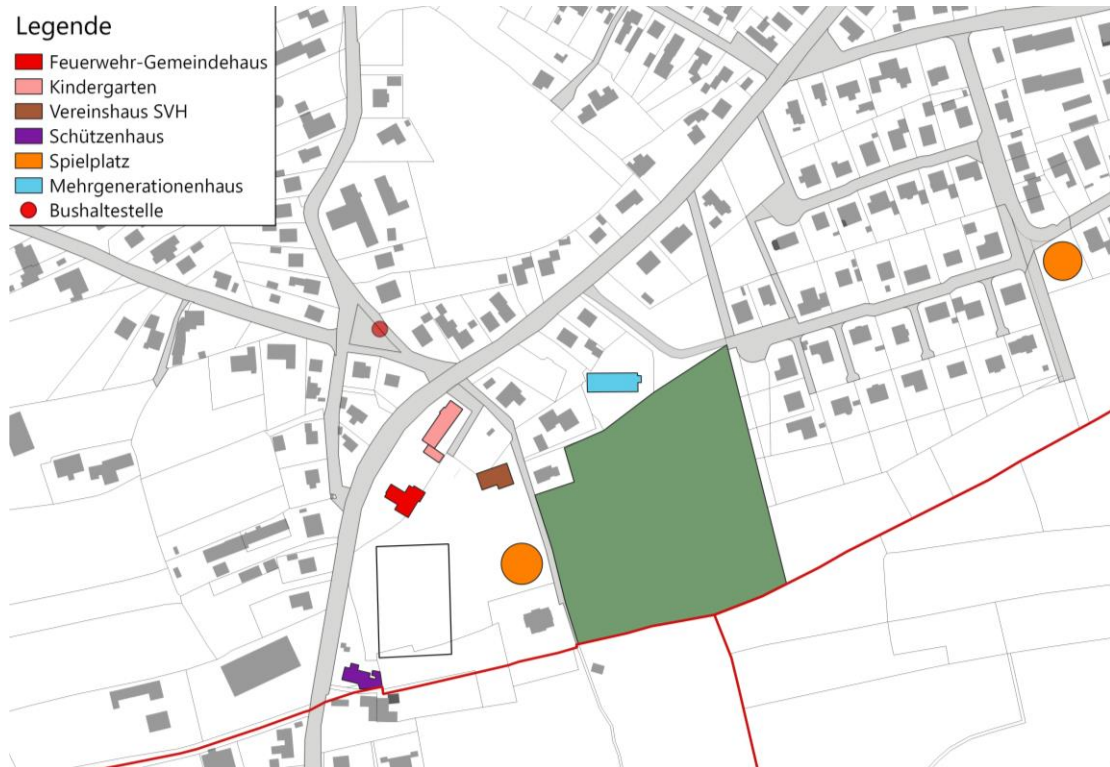 Legende
Feuerwehr-Gemeindehaus
Kindergarten
Vereinshaus SVH
Schützenhaus
Spielplatz
Mehrgenerationenhaus
Bushaltestelle